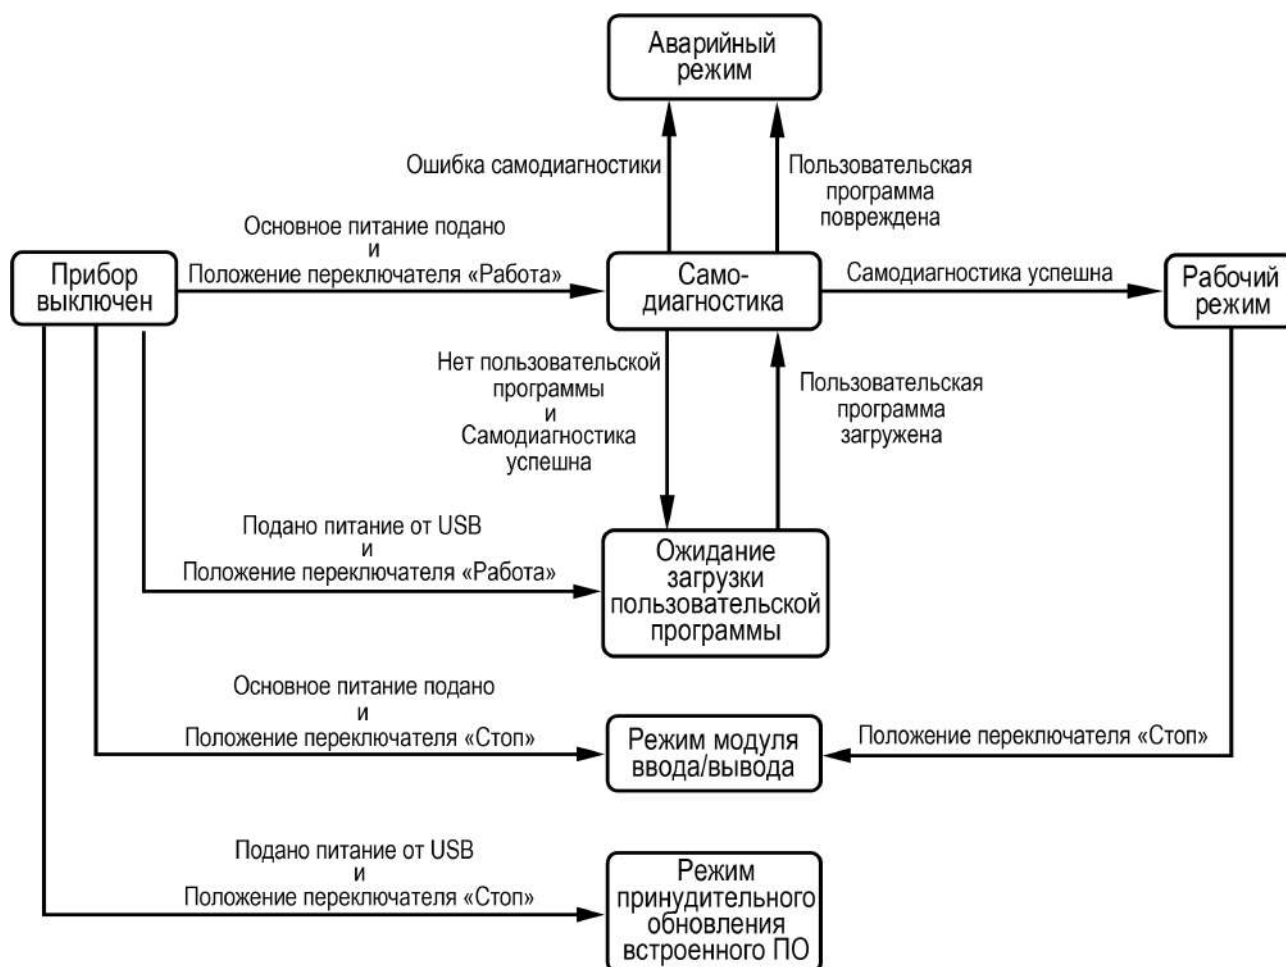 Аварийный
режим
Ошибка самодиагностики
Пользовательская
программа
повреждена
Основное питание подано
и
Положение переключателя «Работа»
Прибор
выключен
Само-
диагностика
Самодиагностика успешна
Рабочий
режим
Нет пользовательской
программы
и
Самодиагностика
успешна
Пользовательская
программа
загружена
Подано питание от USB
и
Положение переключателя «Работа»
Ожидание
загрузки
пользовательской
программы
Основное питание подано
и
Положение переключателя «Стоп»
Режим модуля
ввода/вывода
Положение переключателя «Стоп»
Подано питание от USB
и
Положение переключателя «Стоп»
Режим
принудительного
обновления
встроенного ПО